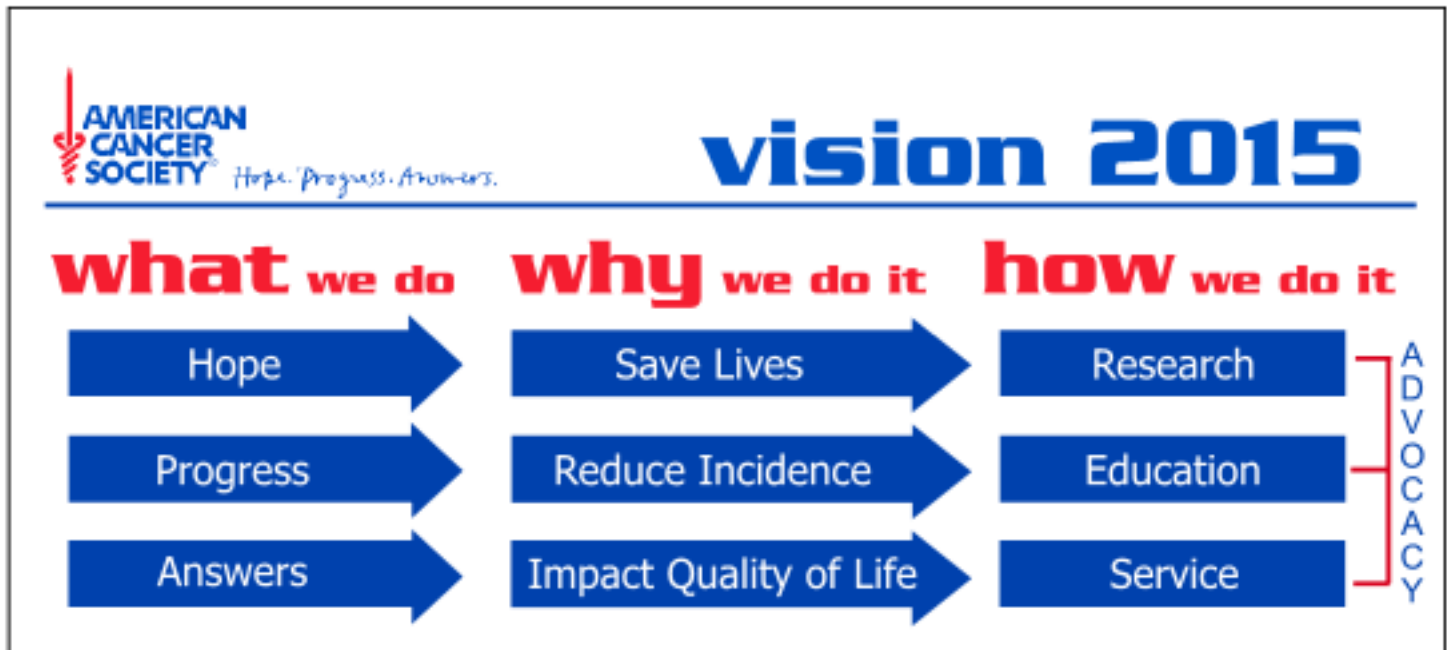 AMERICAN
CANCER
SOCIETY®
Hope. Progress. Answers.
vision 2015
what we do
why we do it
how we do it
Hope
Save Lives
Research
Progress
Reduce Incidence
Education
Answers
Impact Quality of Life
Service
ADVOCACY